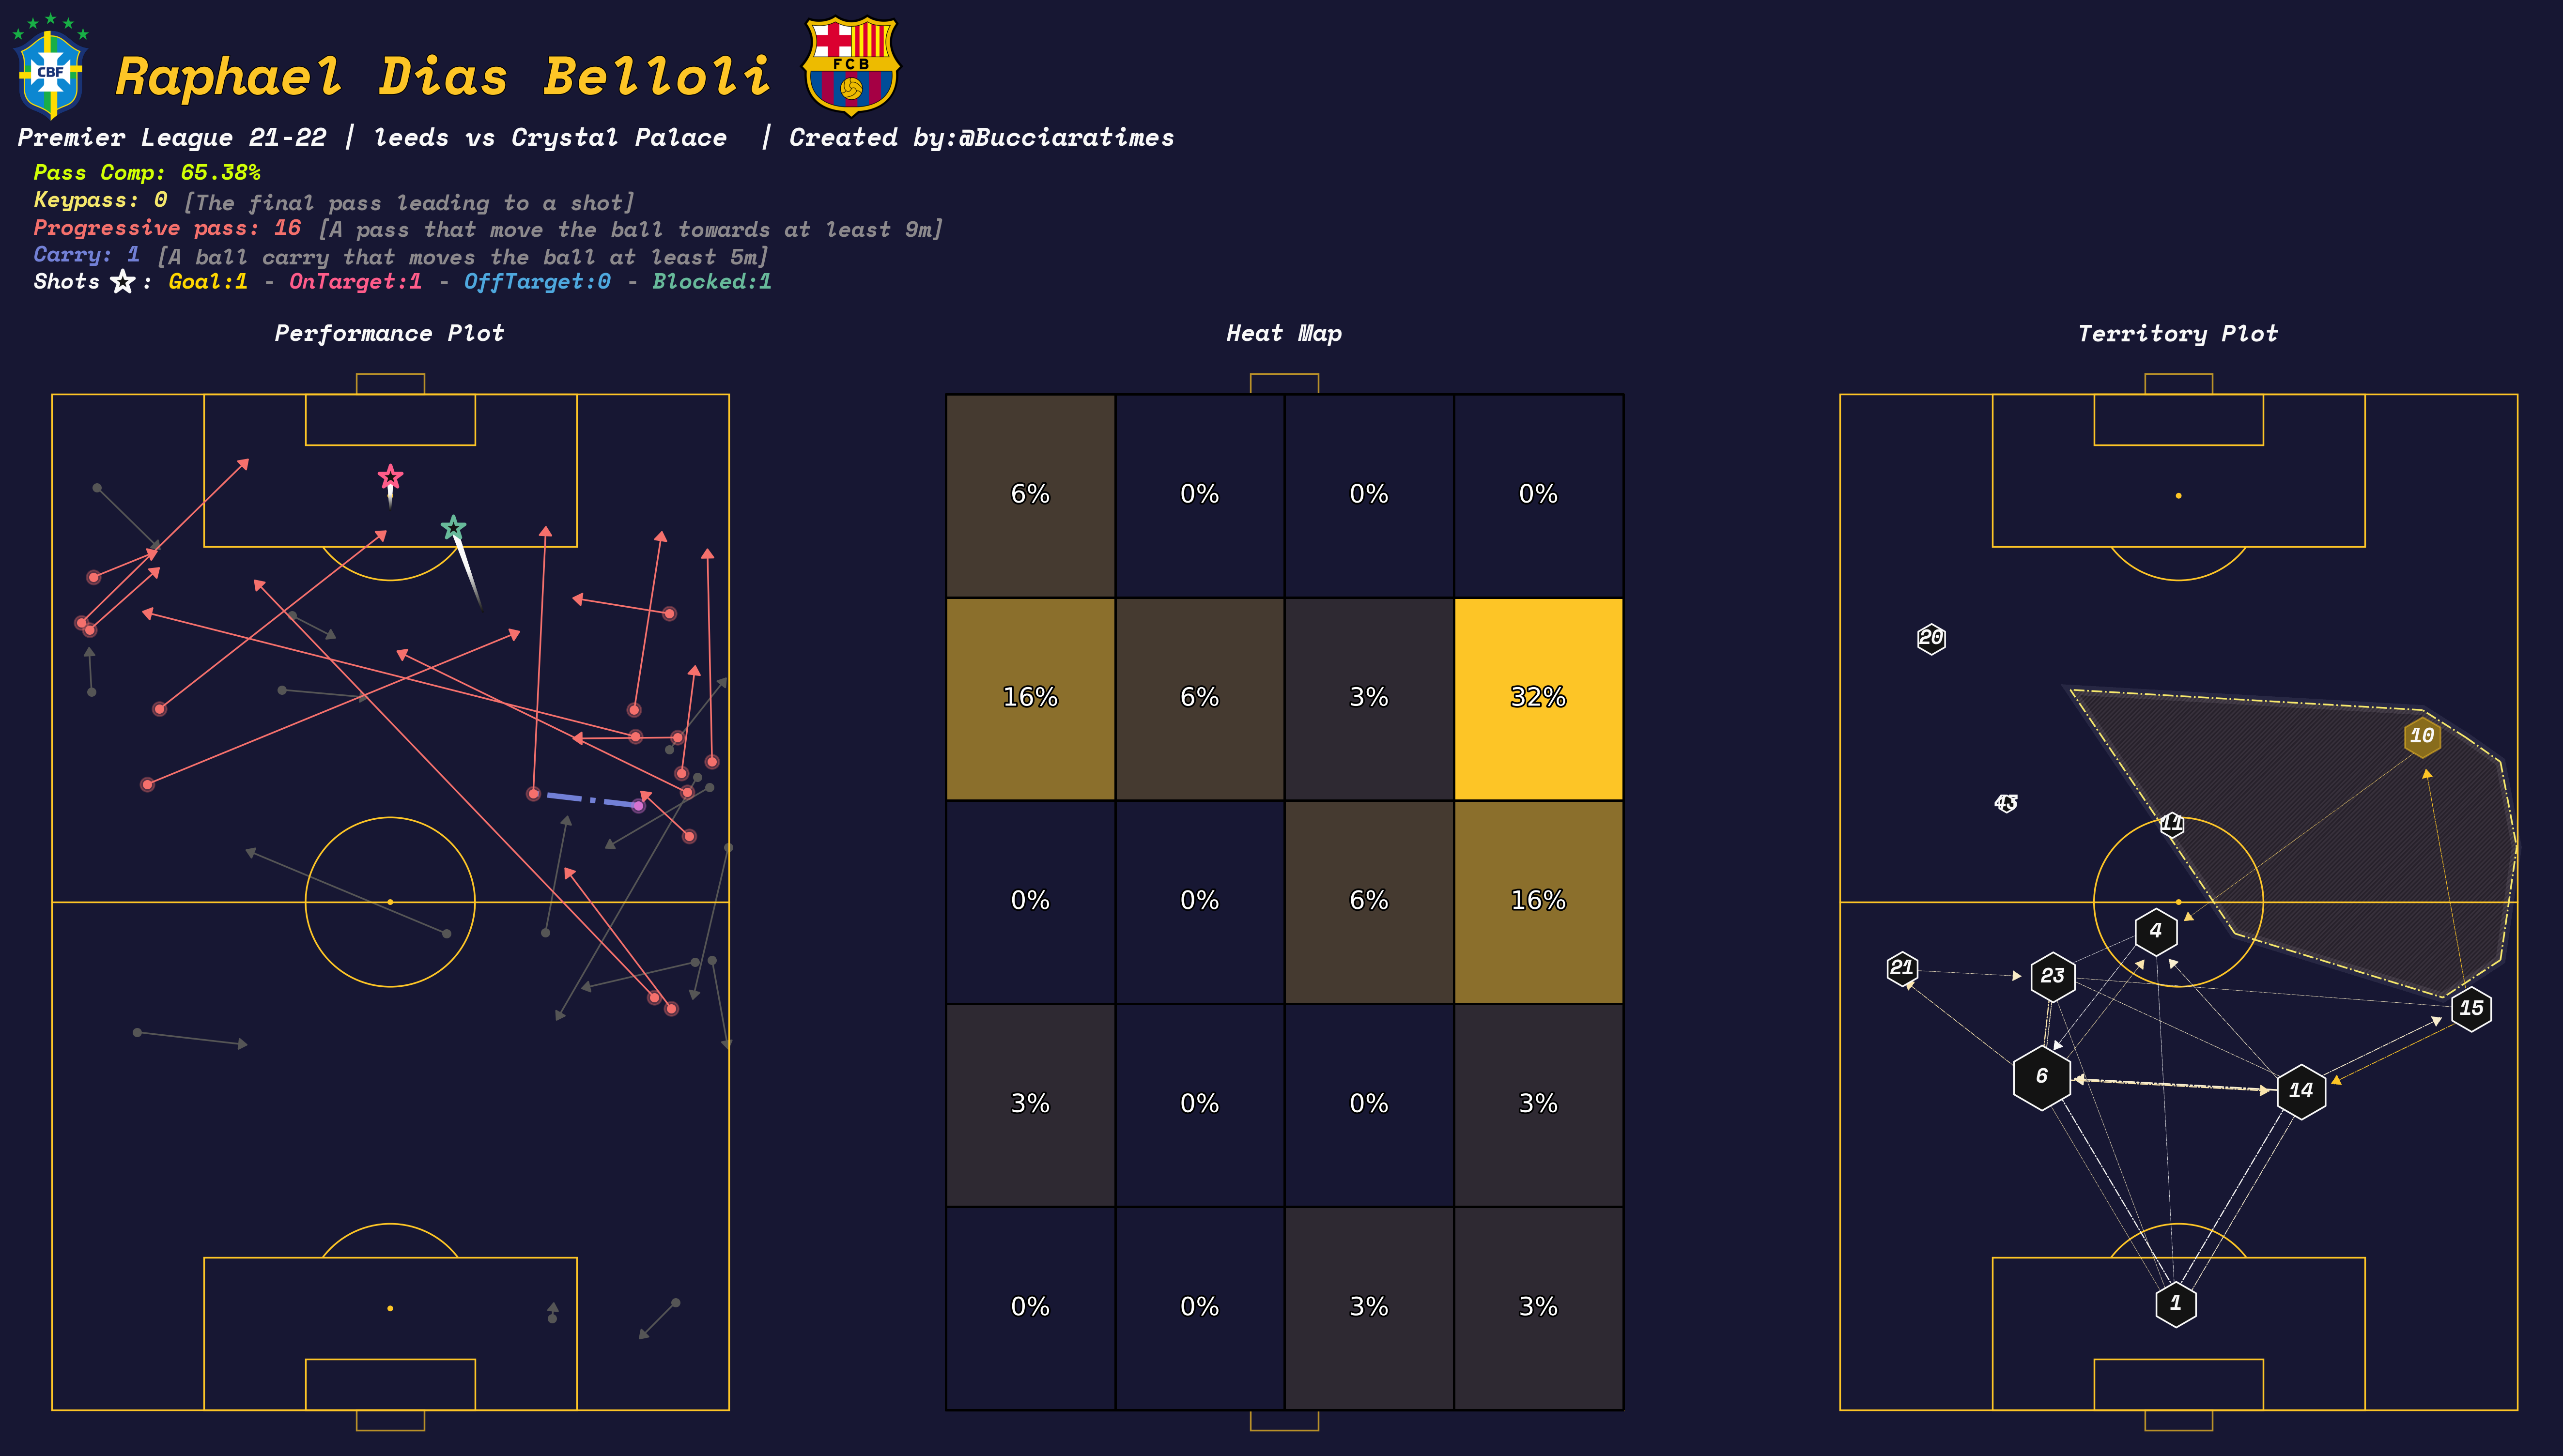 CBF
Raphael Dias Belloli
FCB
Premier League 21-22 | leeds vs Crystal Palace | Created by:@Bucciaratimes
Pass Comp: 65.38%
Keypass: 0 [The final pass leading to a shot]
Progressive pass: 16 [A pass that move the ball towards at least 9m]
Carry: 1 [A ball carry that moves the ball at least 5m]
Shots : Goal:1 - OnTarget:1 - OffTarget:0 - Blocked:1
Performance Plot
Heat Map
6% 0% 0% 0%
16% 6% 3% 32%
0% 0% 6% 16%
3% 0% 0% 3%
0% 0% 3% 3%
Territory Plot
20
10
43
11
4
21
23
15
6
14
1